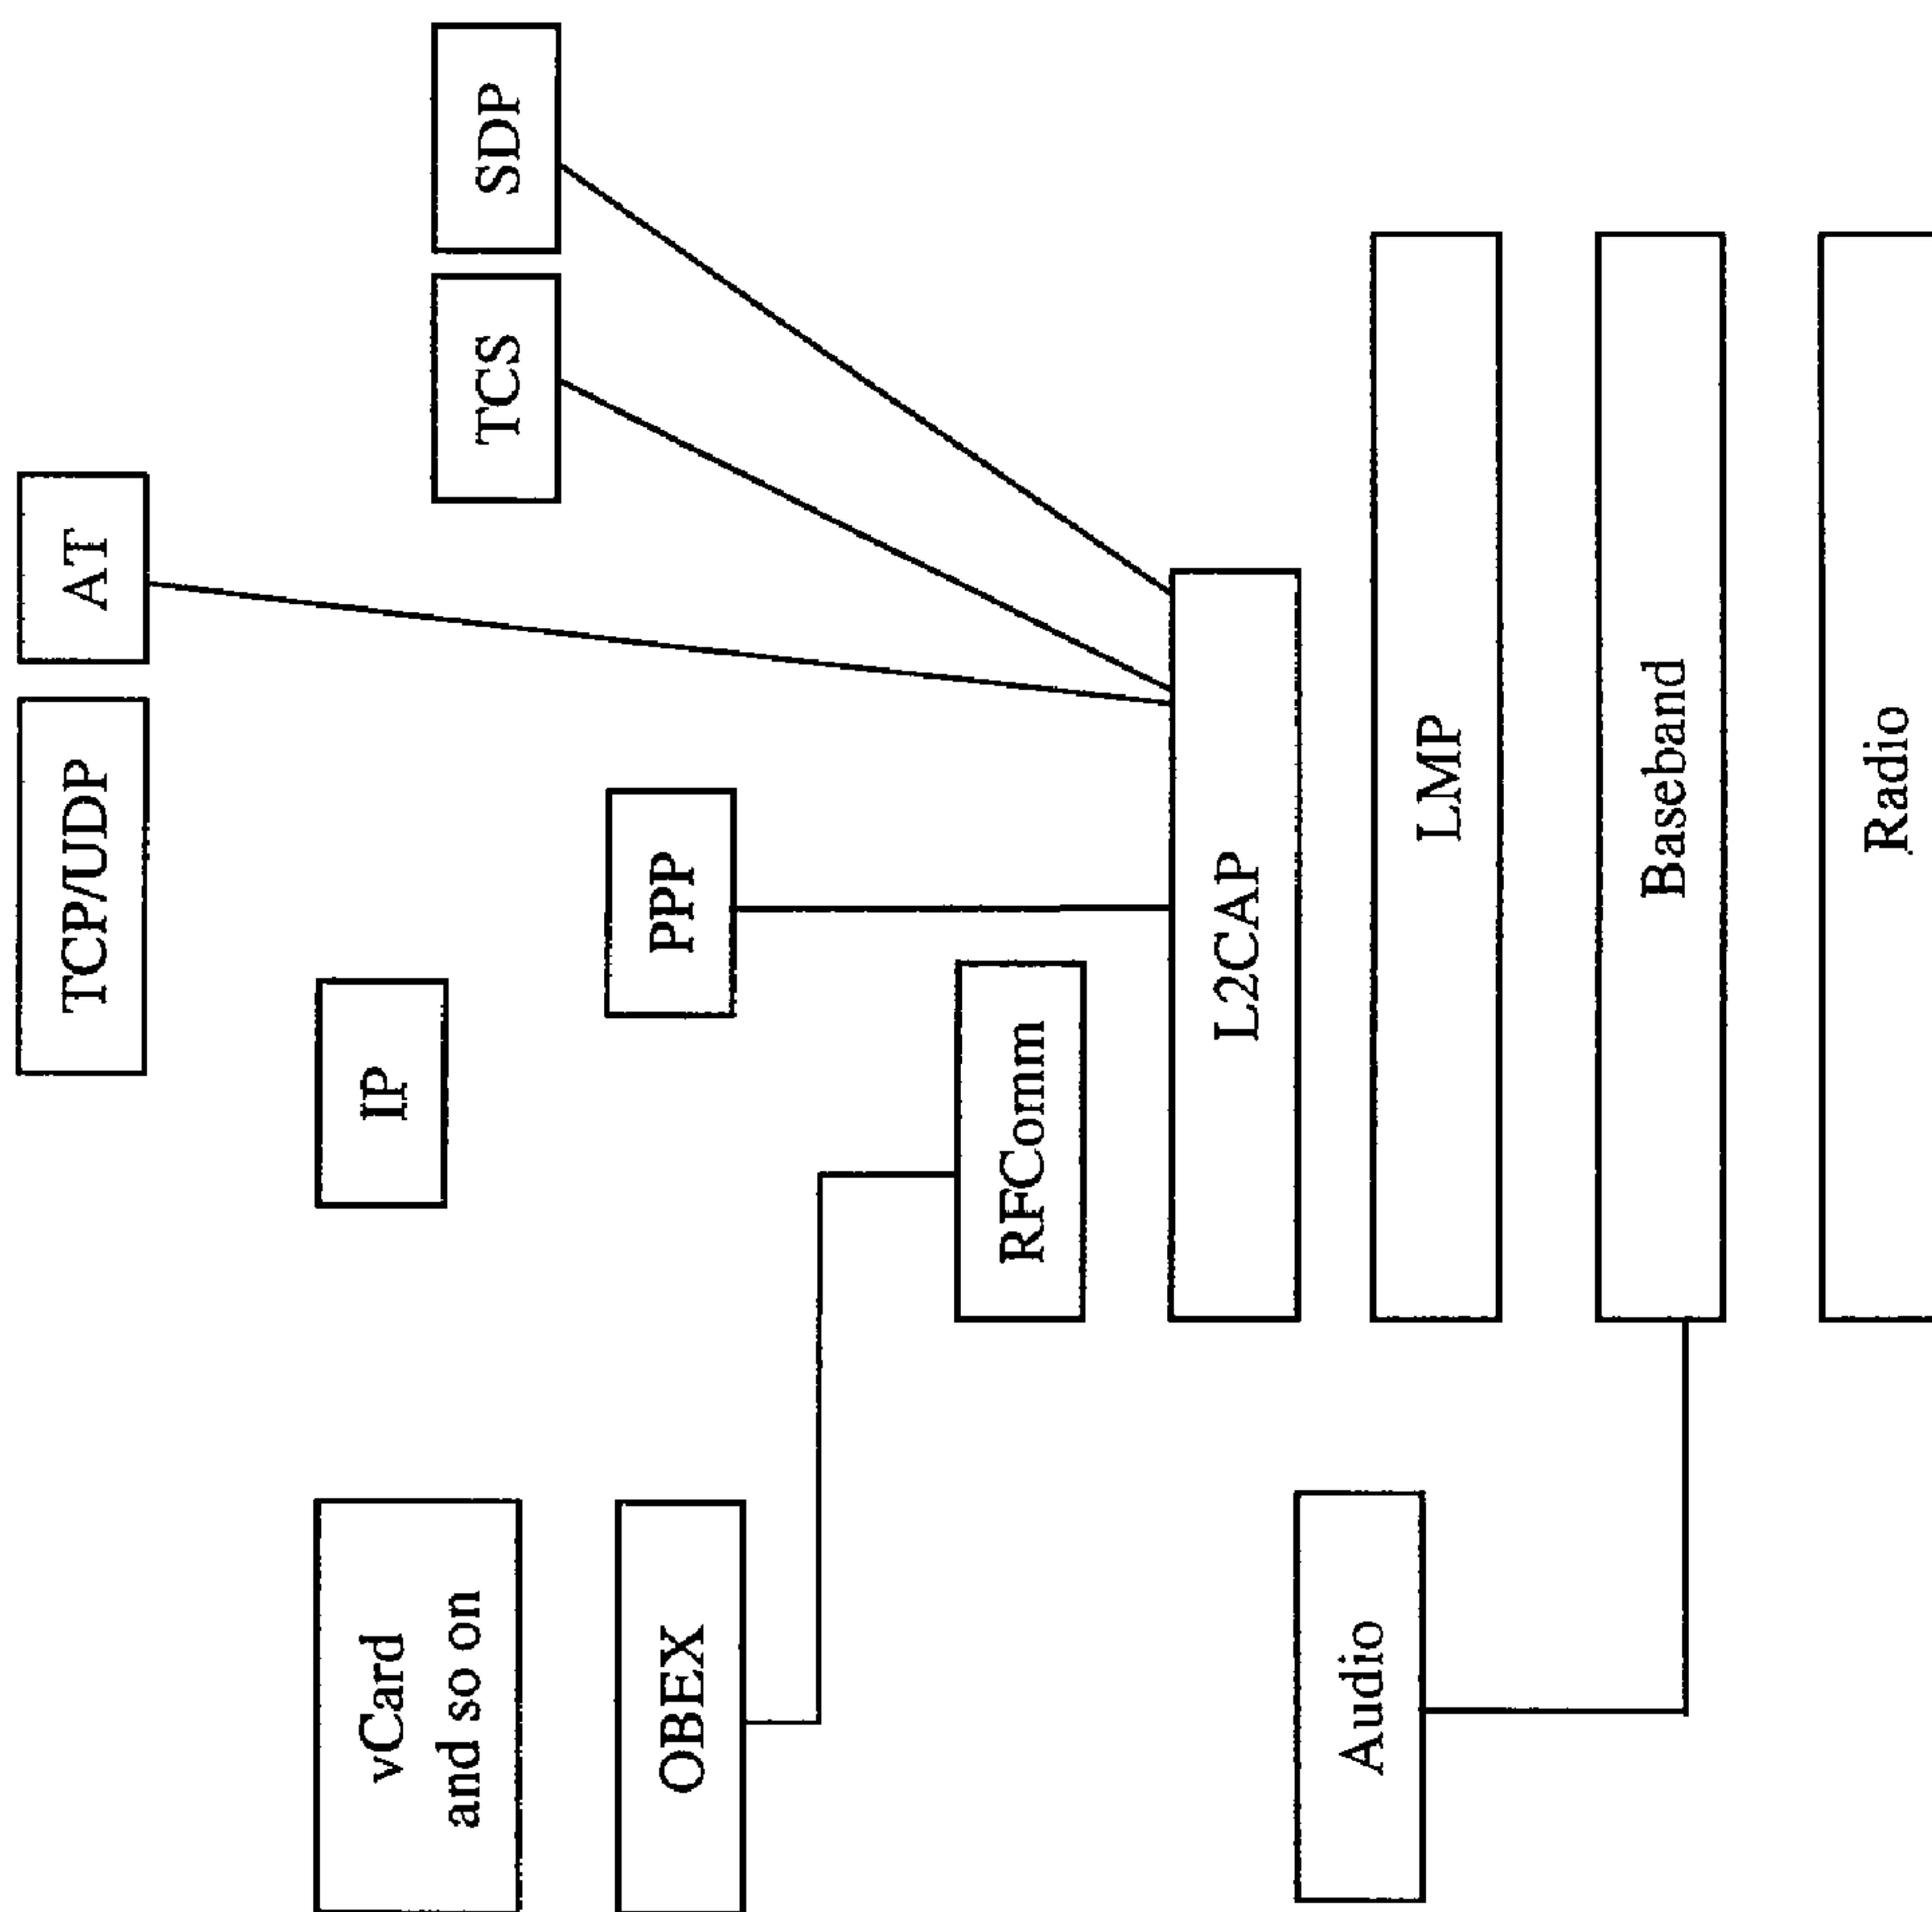 TCP/UDP
AT
vCard
and so on
IP
TCS
SDP
OBEX
PPP
RFComm
L2CAP
Audio
LMP
Baseband
Radio